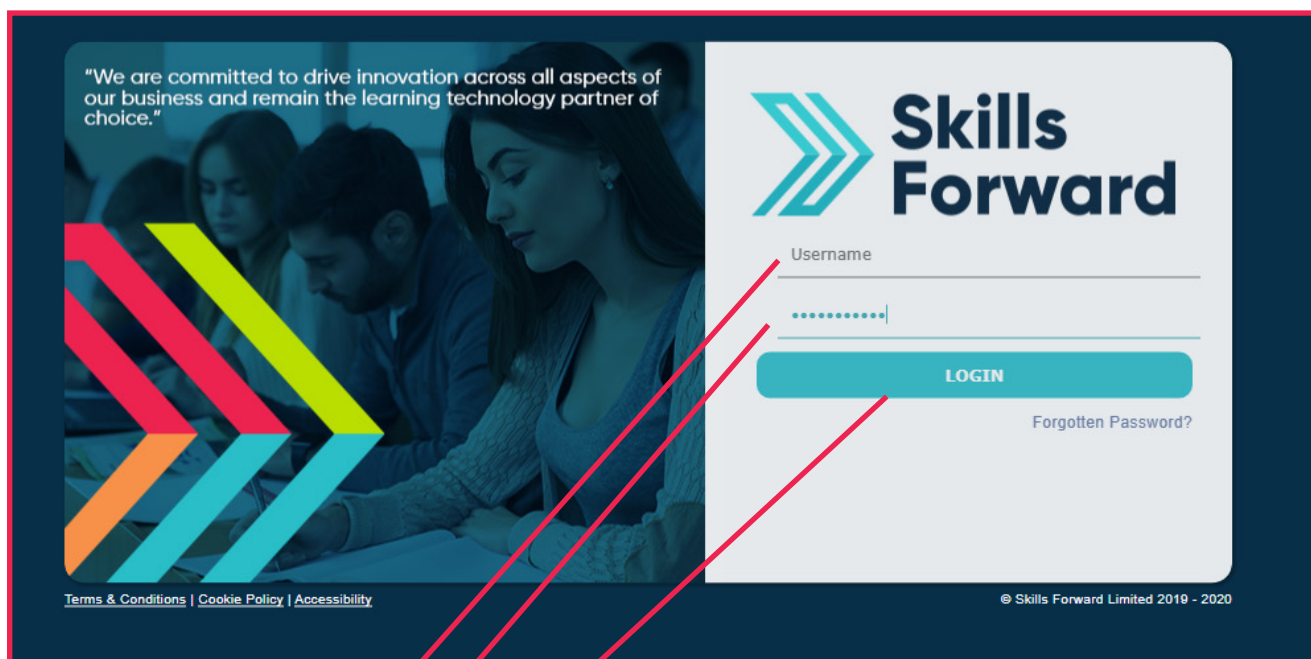 "We are committed to drive innovation across all aspects of
our business and remain the learning technology partner of
choice."
Skills
Forward
Username
•••••••••••
LOGIN
Forgotten Password?
Terms & Conditions | Cookie Policy | Accessibility
© Skills Forward Limited 2019 - 2020